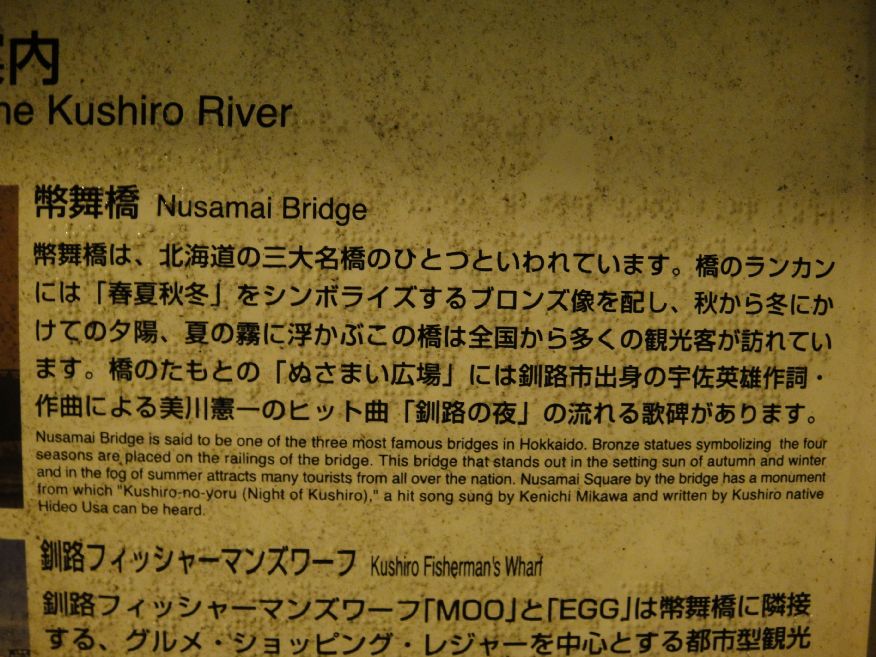 案内
he Kushiro River
幣舞橋 Nusamai Bridge
幣舞橋は、北海道の三大名橋のひとつといわれています。橋のランカン
には「春夏秋冬」をシンボライズするブロンズ像を配し、秋から冬にか
けての夕陽、夏の霧に浮かぶこの橋は全国から多くの観光客が訪れてい
ます。橋のたもとの「ぬさまい広場」には釧路市出身の宇佐英雄作詞・
作曲による美川憲一のヒット曲「釧路の夜」の流れる歌碑があります。
Nusamai Bridge is said to be one of the three most famous bridges in Hokkaido. Bronze statues symbolizing the four
seasons are placed on the railings of the bridge. This bridge that stands out in the setting sun of autumn and winter
and in the fog of summer attracts many tourists from all over the nation. Nusamai Square by the bridge has a monument
from which "Kushiro-no-yoru (Night of Kushiro)," a hit song sung by Kenichi Mikawa and written by Kushiro native
Hideo Usa can be heard.
釧路フィッシャーマンズワーフ Kushiro Fisherman's Wharf
釧路フィッシャーマンズワーフ「MOO」と「EGG」は幣舞橋に隣接
する、グルメ・ショッピング・レジャーを中心とする都市型観光